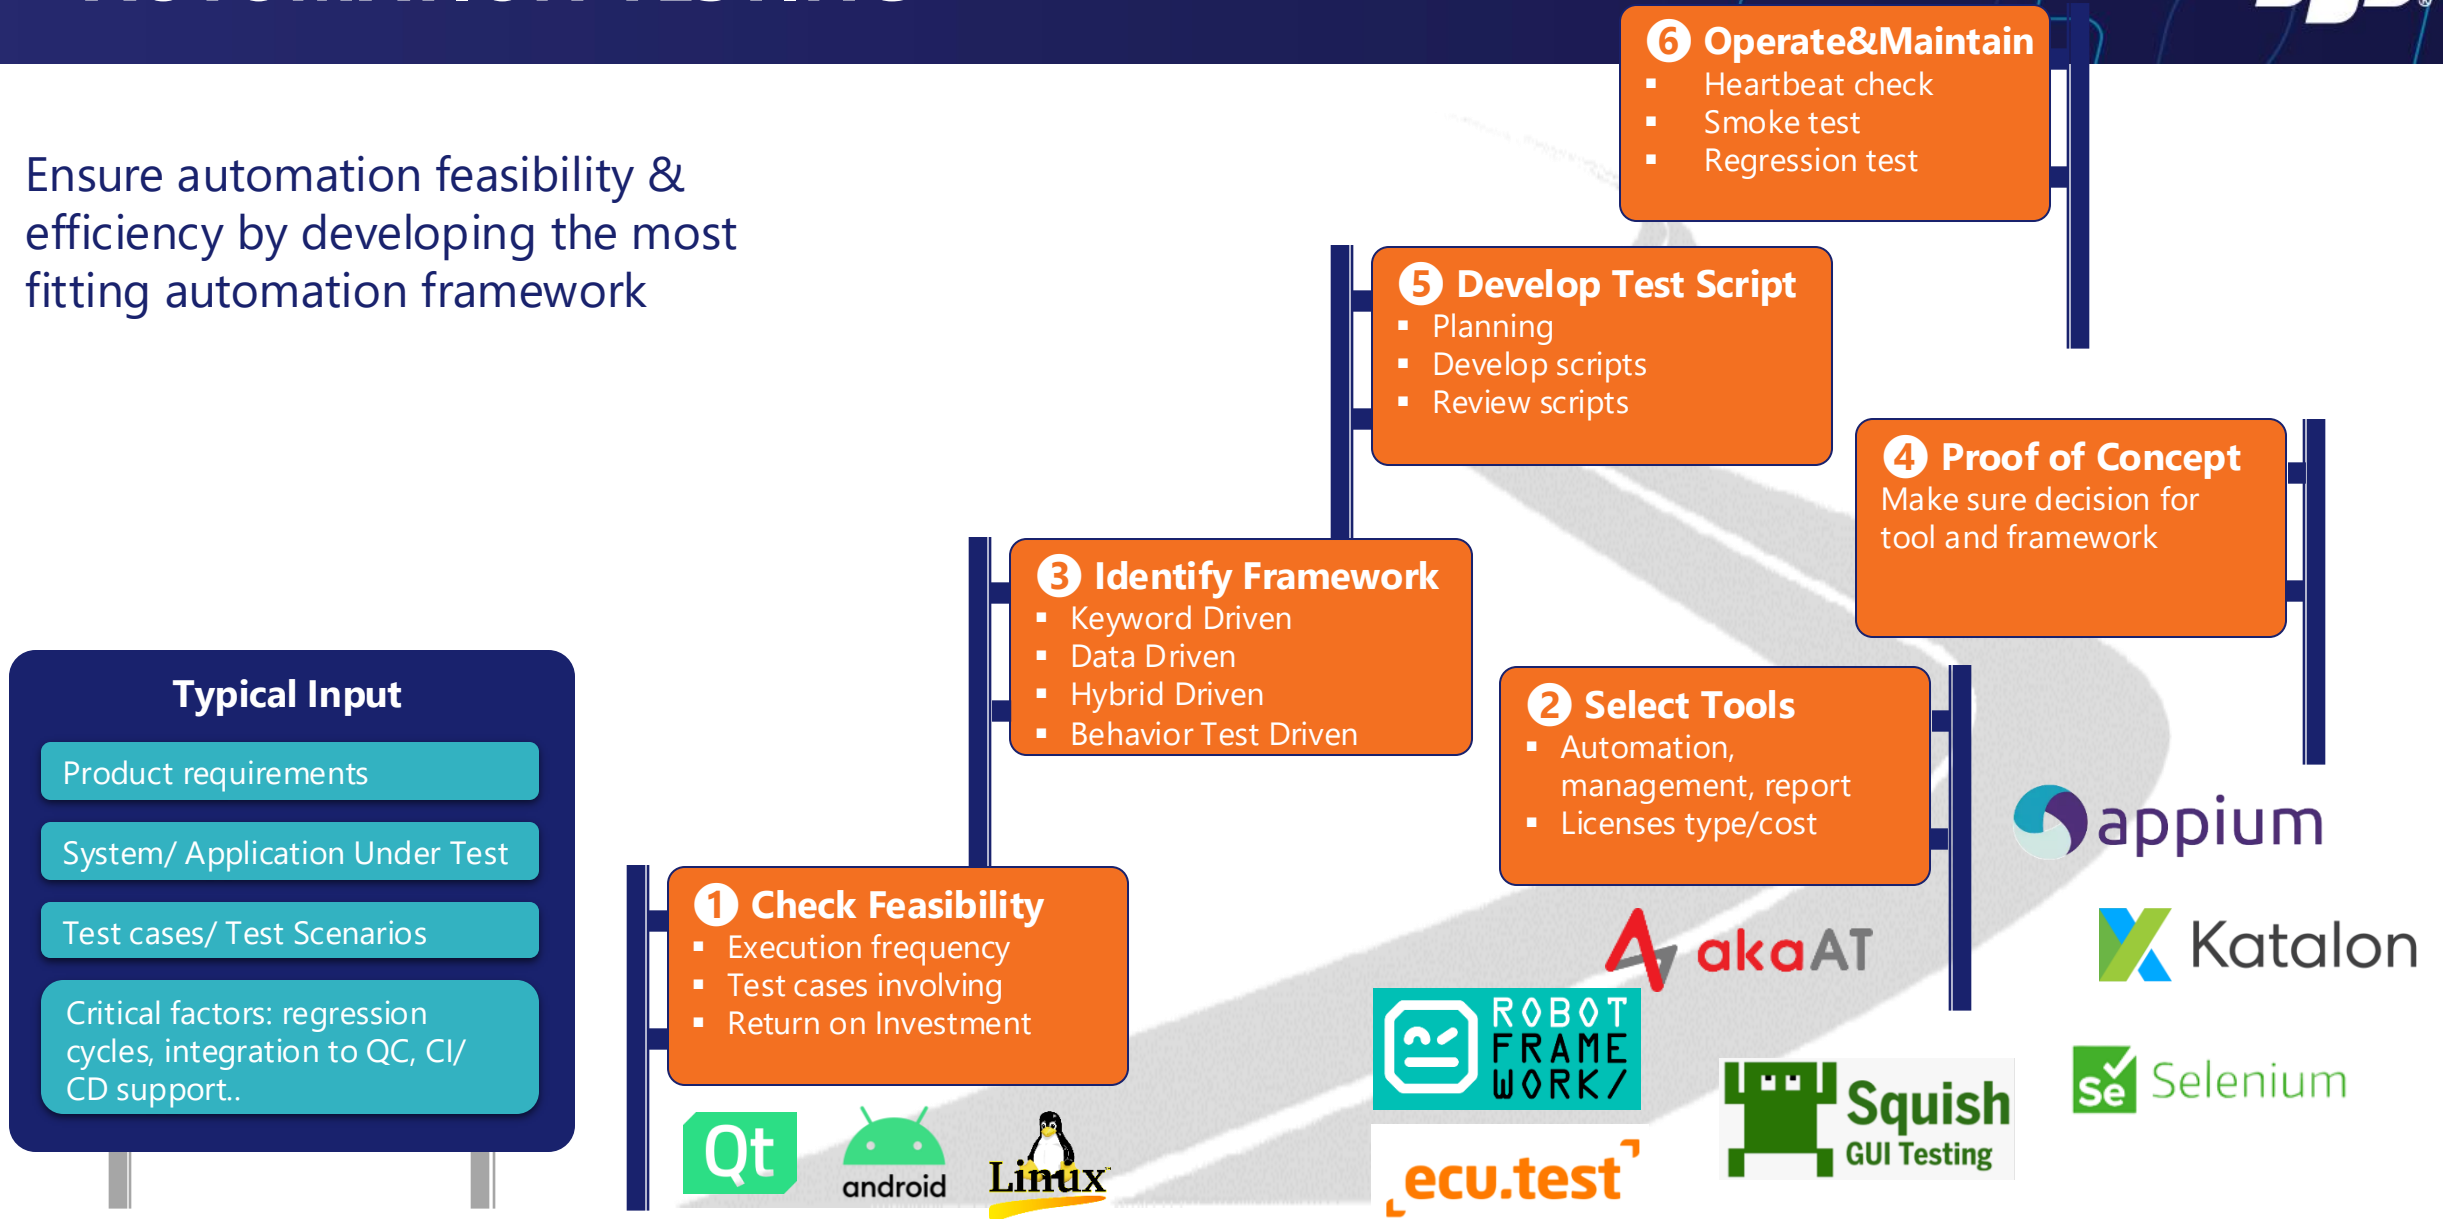 AUTOMATION TESTING
Ensure automation feasibility &
efficiency by developing the most
fitting automation framework
6 Operate&Maintain
▪ Heartbeat check
▪ Smoke test
▪ Regression test
5 Develop Test Script
▪ Planning
▪ Develop scripts
▪ Review scripts
4 Proof of Concept
Make sure decision for
tool and framework
3 Identify Framework
▪ Keyword Driven
▪ Data Driven
▪ Hybrid Driven
▪ Behavior Test Driven
2 Select Tools
▪ Automation,
management, report
▪ Licenses type/cost
1 Check Feasibility
▪ Execution frequency
▪ Test cases involving
▪ Return on Investment
Typical Input
Product requirements
System/ Application Under Test
Test cases/ Test Scenarios
Critical factors: regression
cycles, integration to QC, CI/
CD support..
Qt
android
Linux
akaAT
ROBOT
FRAME
WORK/
ecu.test
Squish
GUI Testing
appium
Katalon
Se Selenium